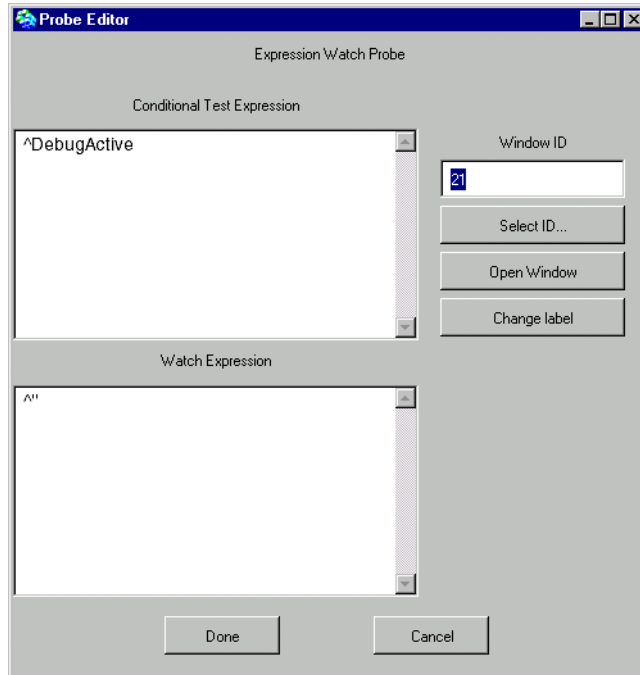 Probe Editor
Expression Watch Probe
Conditional Test Expression
^DebugActive
Window ID
21
Select ID...
Open Window
Change label
Watch Expression
^"
Done
Cancel